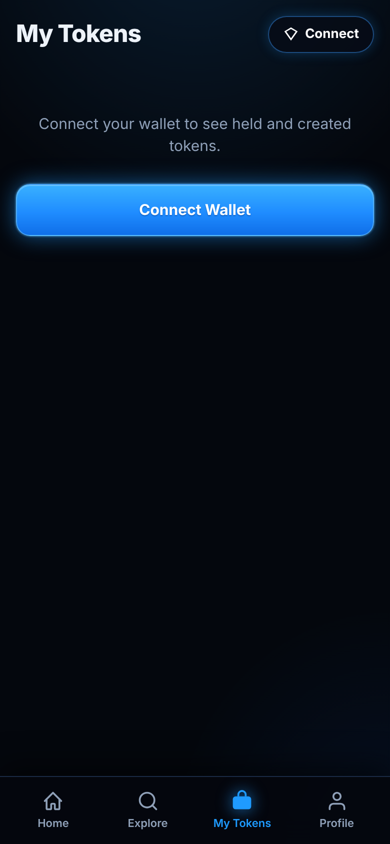 My Tokens
Connect
Connect your wallet to see held and created
tokens.
Connect Wallet
Home
Explore
My Tokens
Profile